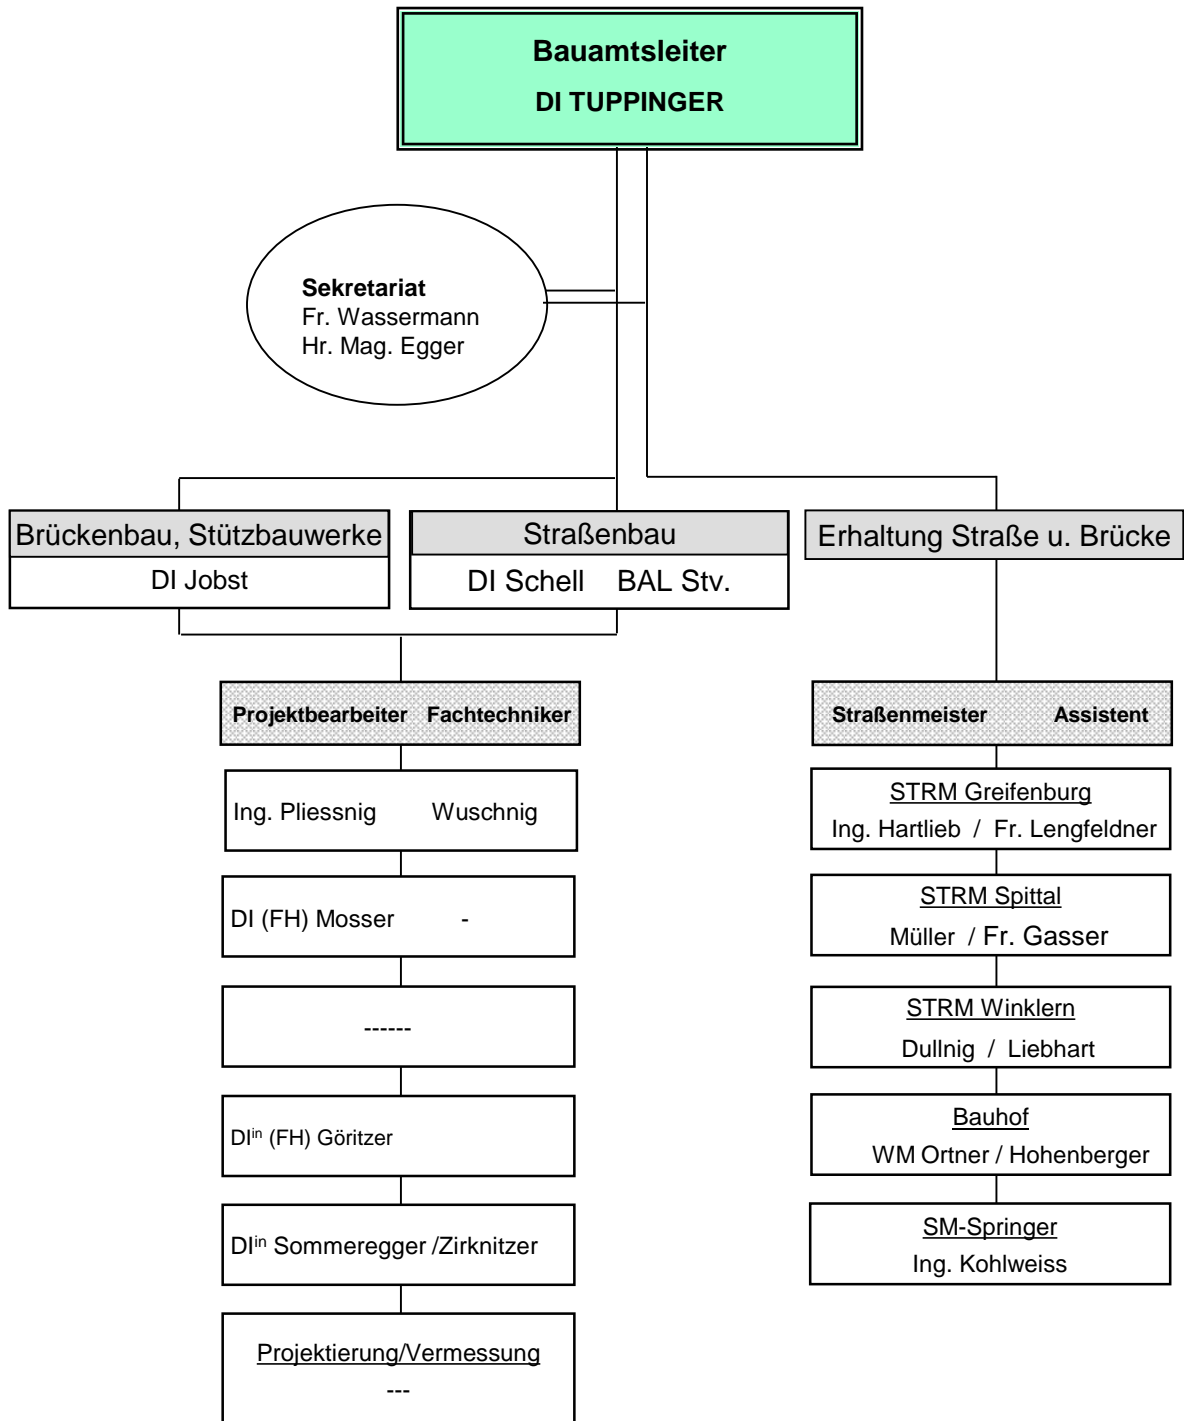 Bauamtsleiter
DI TUPPINGER
Sekretariat
Fr. Wassermann
Hr. Mag. Egger
Brückenbau, Stützbauwerke
DI Jobst
Straßenbau
DI Schell BAL Stv.
Erhaltung Straße u. Brücke
Projektbearbeiter Fachtechniker
Ing. Pliessnig Wuschnig
DI (FH) Mosser -
------
DIⁱⁿ (FH) Göritzer
DIⁱⁿ Sommeregger /Zirknitzer
Projektierung/Vermessung
---
Straßenmeister Assistent
STRM Greifenburg
Ing. Hartlieb / Fr. Lengfeldner
STRM Spittal
Müller / Fr. Gasser
STRM Winklern
Dullnig / Liebhart
Bauhof
WM Ortner / Hohenberger
SM-Springer
Ing. Kohlweiss